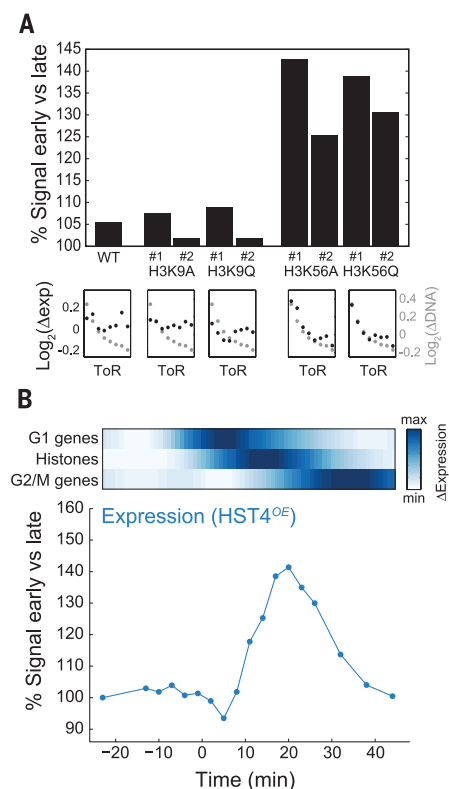 A
% Signal early vs late
145
140
135
130
125
120
115
110
105
100
WT
#1 #2 #1 #2 #1 #2 #1 #2
H3K9A H3K9Q H3K56A H3K56Q
Log2(Δexp)
0.2
0
-0.2
0.4
0.2
0
-0.2
Log2(ΔDNA)
ToR ToR ToR ToR ToR
B
G1 genes
Histones
G2/M genes
max
min
ΔExpression
Expression (HST4OE)
% Signal early vs late
160
140
120
100
90
−20 −10 0 10 20 30 40
Time (min)